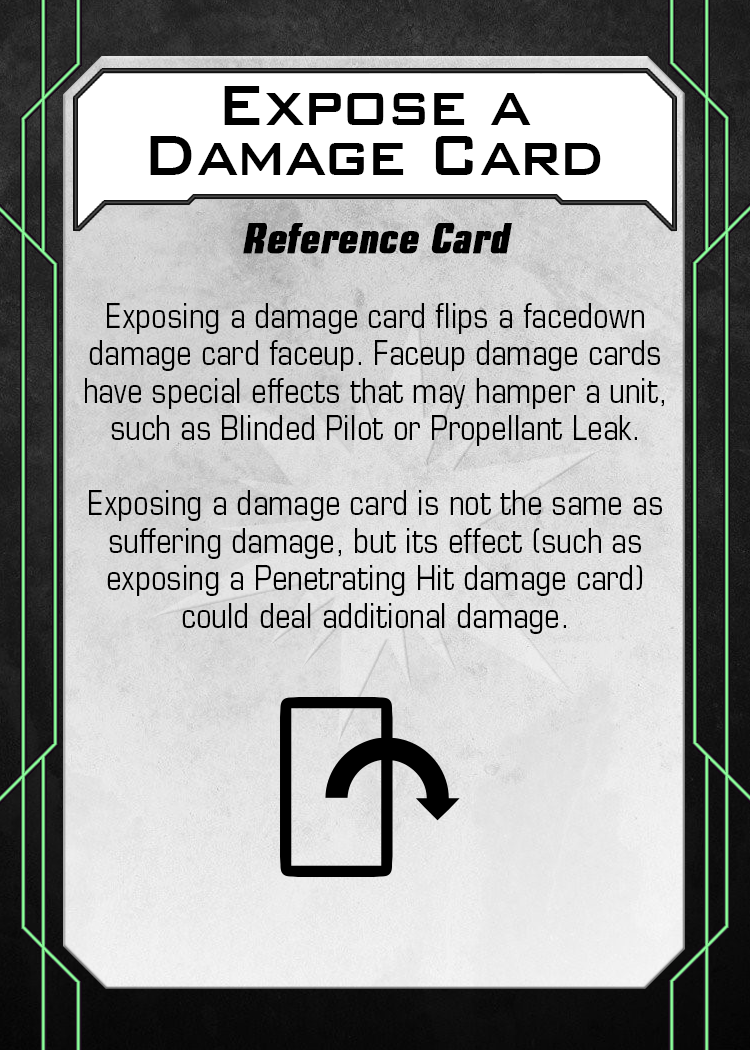 Expose a
Damage Card
Reference Card
Exposing a damage card flips a facedown
damage card faceup. Faceup damage cards
have special effects that may hamper a unit,
such as Blinded Pilot or Propellant Leak.
Exposing a damage card is not the same as
suffering damage, but its effect (such as
exposing a Penetrating Hit damage card)
could deal additional damage.